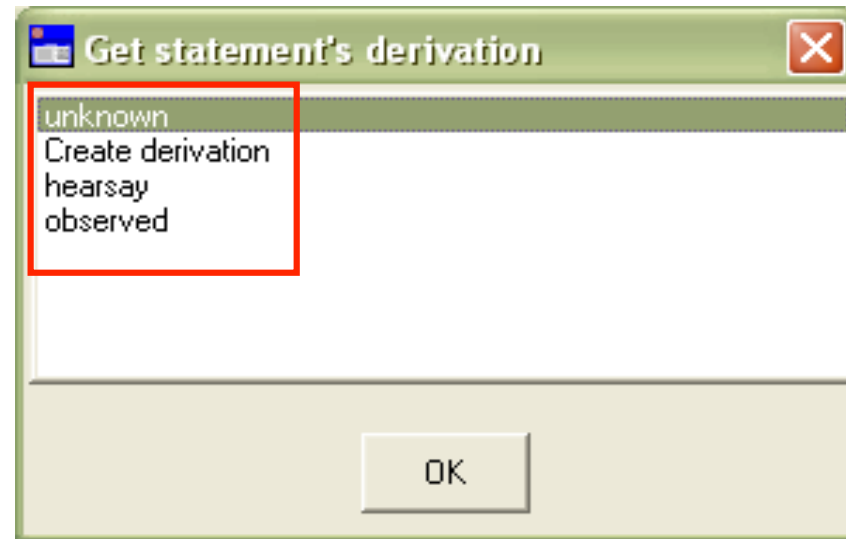 Get statement's derivation
unknown
Create derivation
hearsay
observed
OK